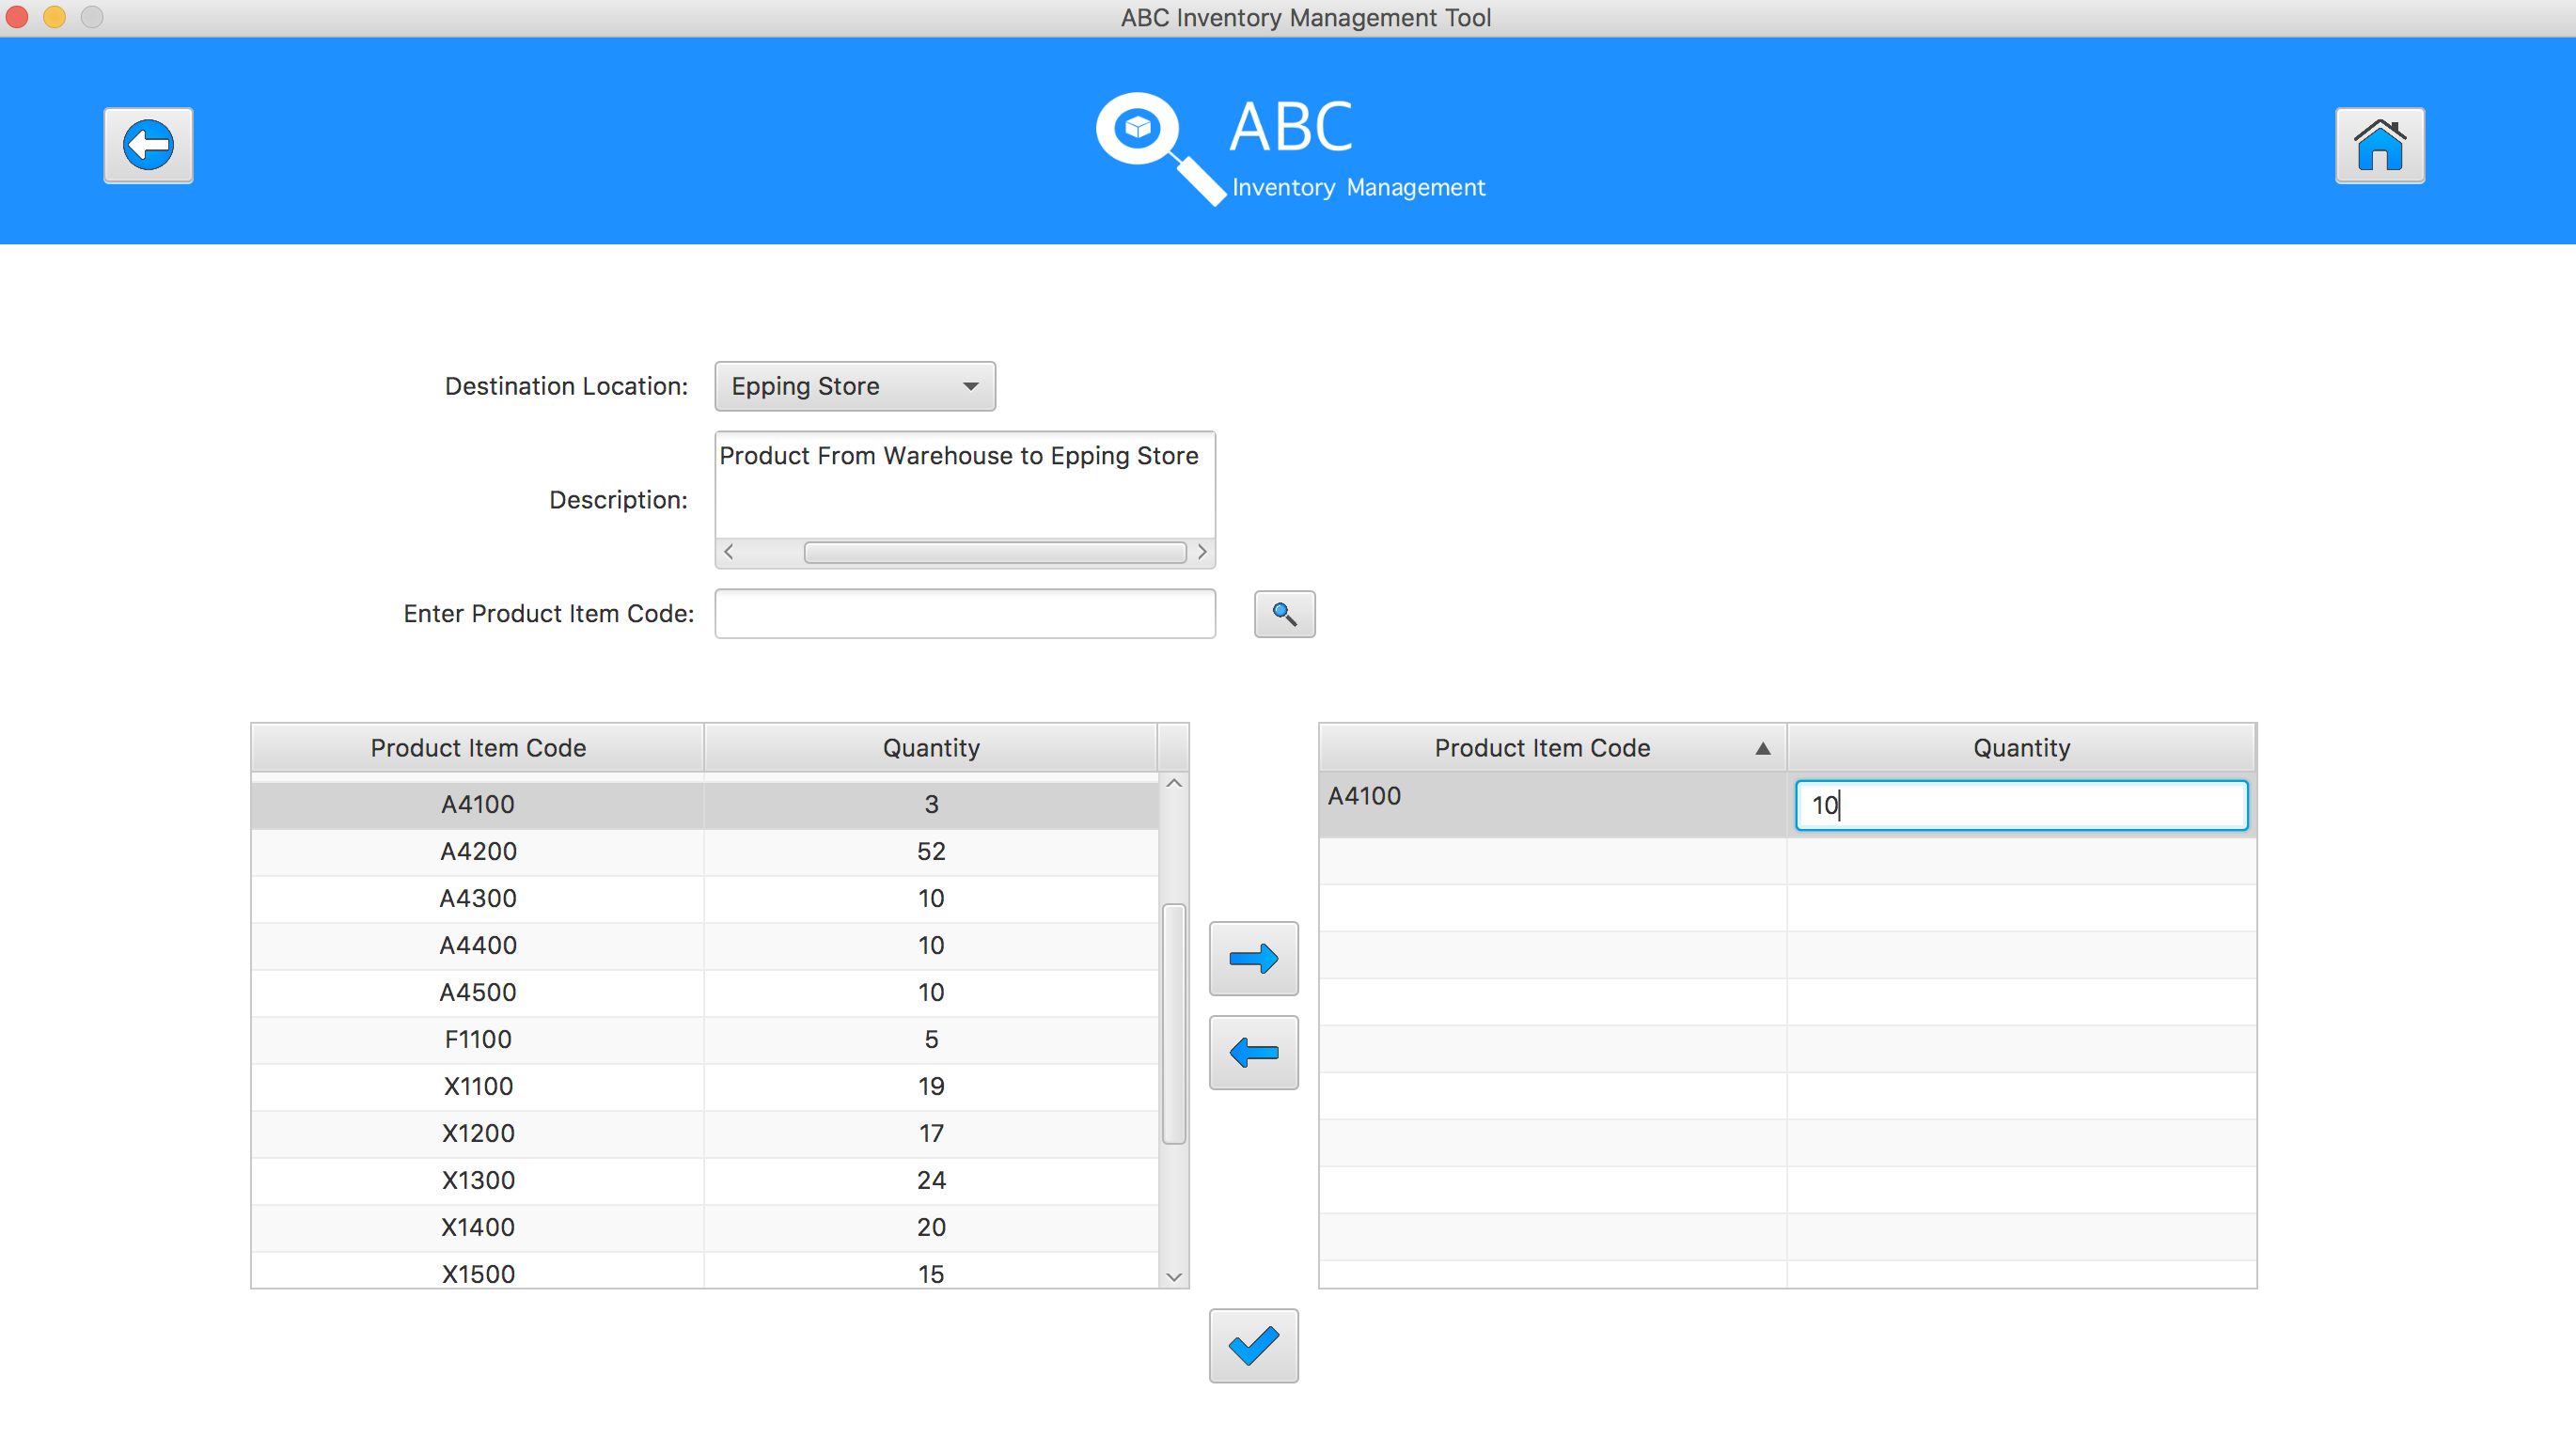 ABC Inventory Management Tool
ABC
Inventory Management
Destination Location: Epping Store
Description: Product From Warehouse to Epping Store
Enter Product Item Code:
Product Item Code Quantity
A4100 3
A4200 52
A4300 10
A4400 10
A4500 10
F1100 5
X1100 19
X1200 17
X1300 24
X1400 20
X1500 15
Product Item Code Quantity
A4100 10